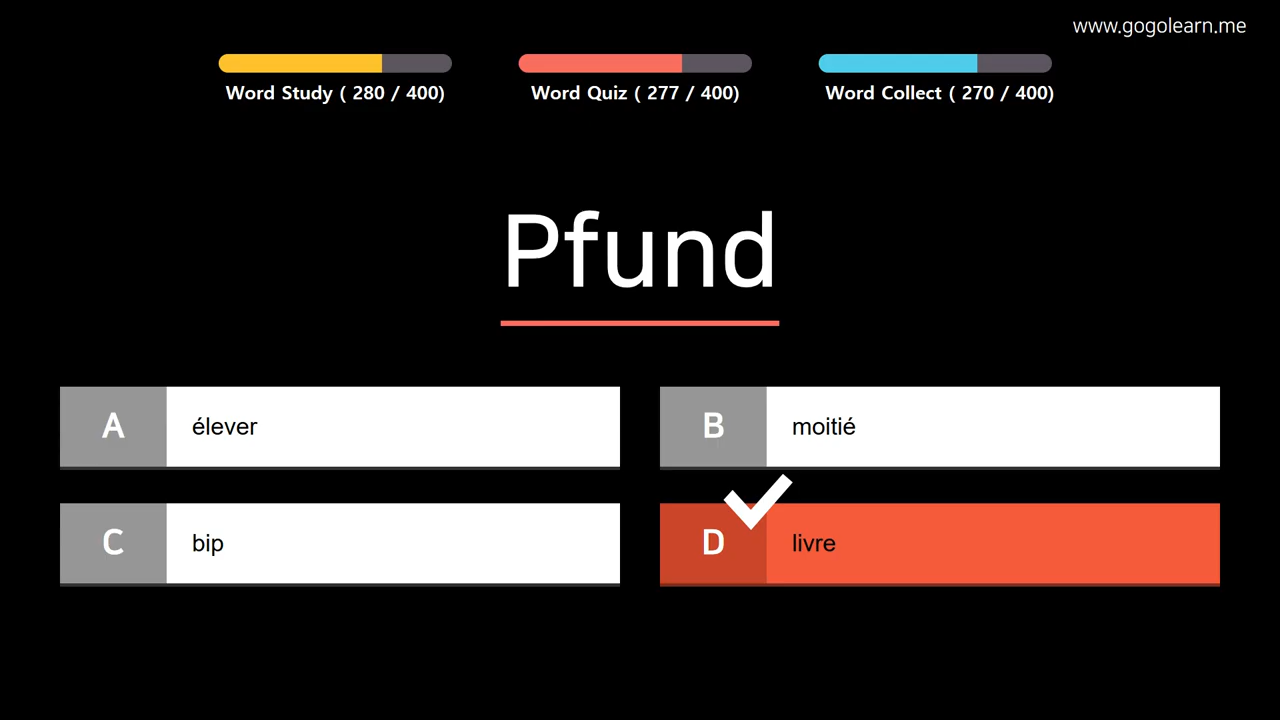 www.gogolearn.me
Word Study ( 280 / 400)
Word Quiz ( 277 / 400)
Word Collect ( 270 / 400)
Pfund
A élever
B moitié
C bip
D livre